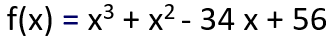 f(x) = x³ + x² - 34 x + 56